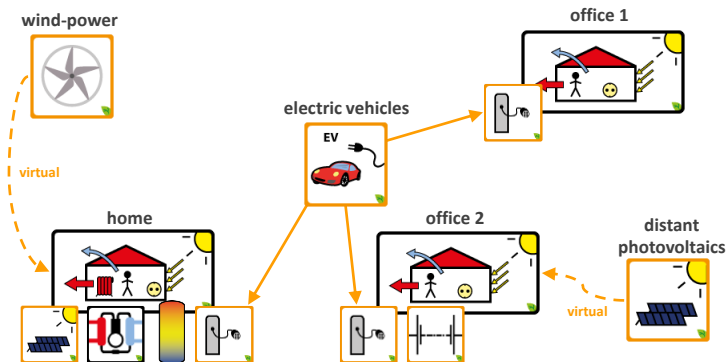 wind-power
office 1
electric vehicles
EV
virtual
home
office 2
distant
photovoltaics
virtual